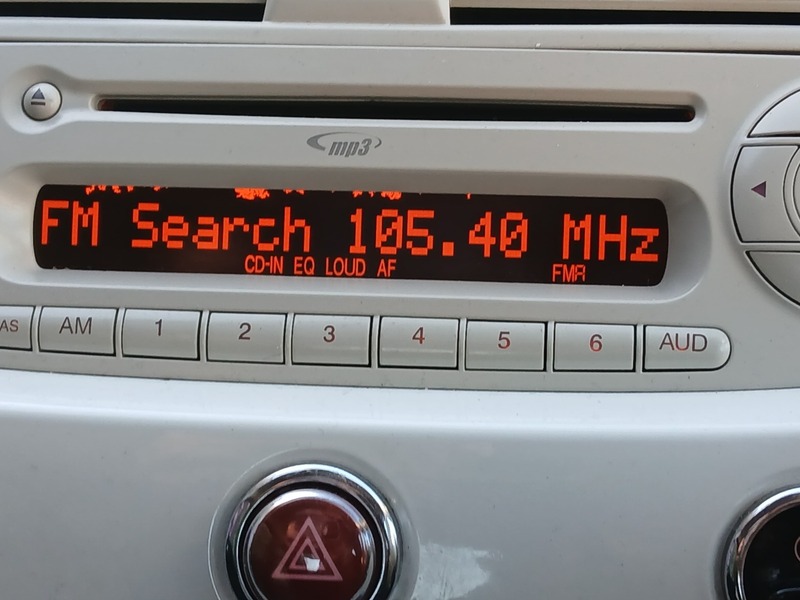 mp3
FM Search 105.40 MHz
CD-IN EQ LOUD AF FMA
AS AM 1 2 3 4 5 6 AUD